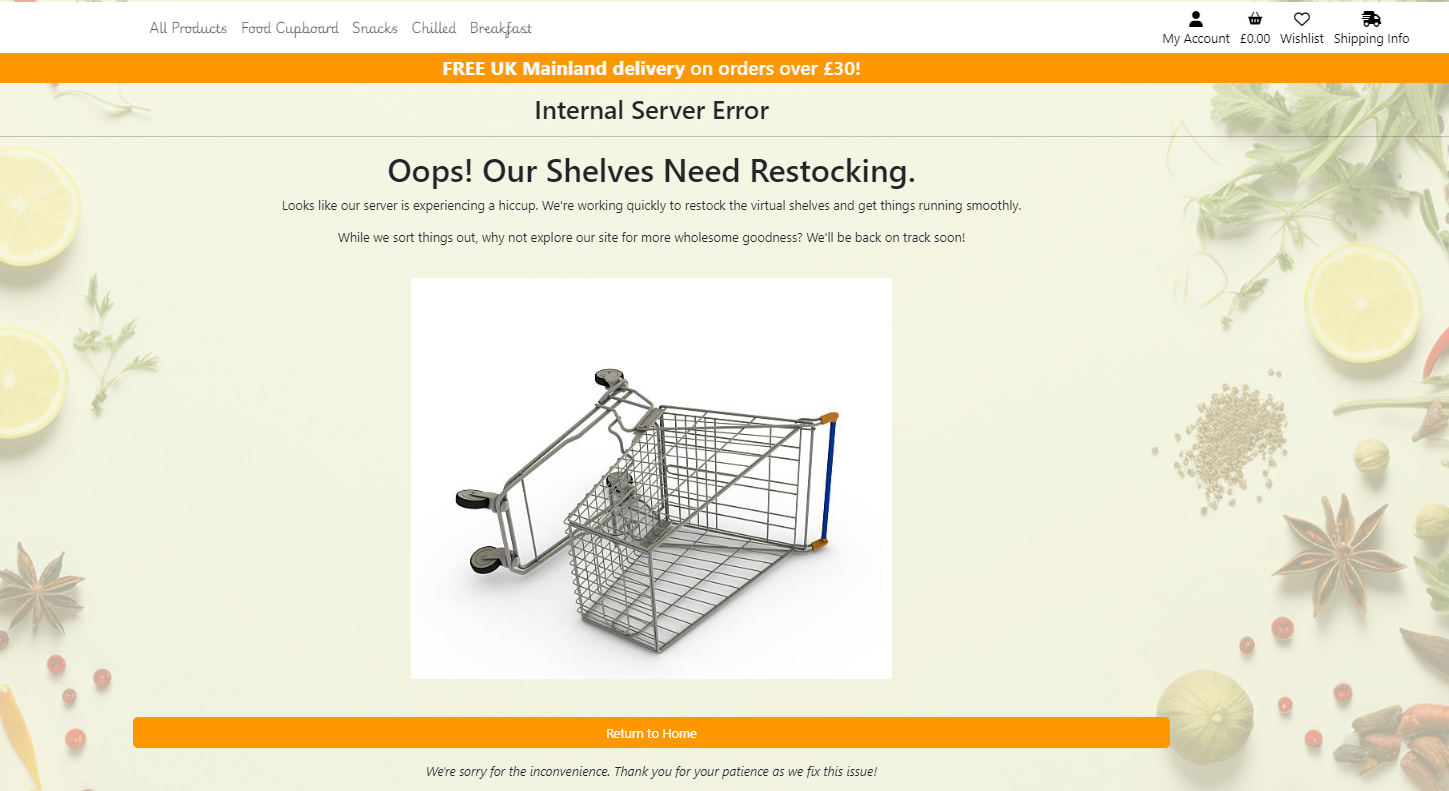 All Products Food Cupboard Snacks Chilled Breakfast
My Account £0.00 Wishlist Shipping Info
FREE UK Mainland delivery on orders over £30!
Internal Server Error
Oops! Our Shelves Need Restocking.
Looks like our server is experiencing a hiccup. We're working quickly to restock the virtual shelves and get things running smoothly.
While we sort things out, why not explore our site for more wholesome goodness? We'll be back on track soon!
Return to Home
We're sorry for the inconvenience. Thank you for your patience as we fix this issue!